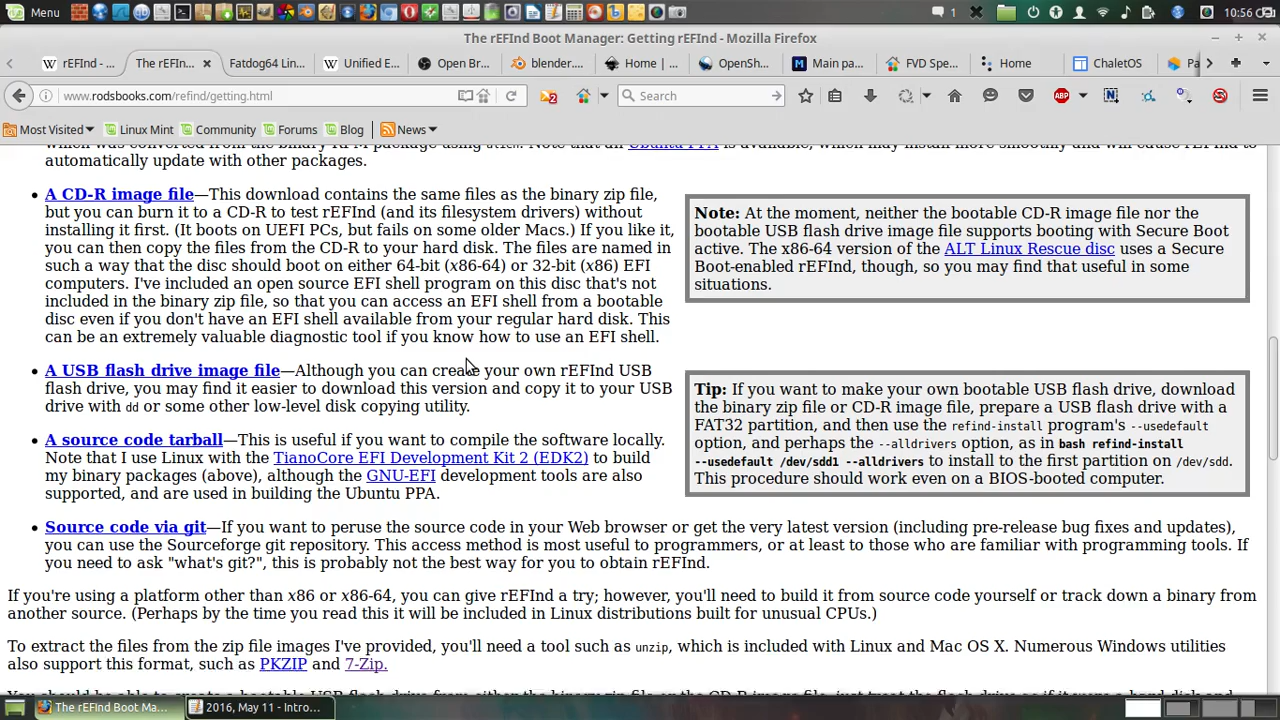 Menu
1
10:56
The rEFInd Boot Manager: Getting rEFInd - Mozilla Firefox
rEFInd - ...
The rEFIn...
Fatdog64 Lin...
Unified E...
Open Br...
blender....
Home | ...
OpenSh...
Main pa...
FVD Spe...
Home
ChaletOS
Pa
www.rodsbooks.com/refind/getting.html
Search
Most Visited
Linux Mint
Community
Forums
Blog
News
automatically update with other packages.
A CD-R image file—This download contains the same files as the binary zip file,
but you can burn it to a CD-R to test rEFInd (and its filesystem drivers) without
installing it first. (It boots on UEFI PCs, but fails on some older Macs.) If you like it,
you can then copy the files from the CD-R to your hard disk. The files are named in
such a way that the disc should boot on either 64-bit (x86-64) or 32-bit (x86) EFI
computers. I've included an open source EFI shell program on this disc that's not
included in the binary zip file, so that you can access an EFI shell from a bootable
disc even if you don't have an EFI shell available from your regular hard disk. This
can be an extremely valuable diagnostic tool if you know how to use an EFI shell.
Note: At the moment, neither the bootable CD-R image file nor the
bootable USB flash drive image file supports booting with Secure Boot
active. The x86-64 version of the ALT Linux Rescue disc uses a Secure
Boot-enabled rEFInd, though, so you may find that useful in some
situations.
A USB flash drive image file—Although you can create your own rEFInd USB
flash drive, you may find it easier to download this version and copy it to your USB
drive with dd or some other low-level disk copying utility.
Tip: If you want to make your own bootable USB flash drive, download
the binary zip file or CD-R image file, prepare a USB flash drive with a
FAT32 partition, and then use the refind-install program's --usedefault
option, and perhaps the --alldrivers option, as in bash refind-install
--usedefault /dev/sdd1 --alldrivers to install to the first partition on /dev/sdd.
This procedure should work even on a BIOS-booted computer.
A source code tarball—This is useful if you want to compile the software locally.
Note that I use Linux with the TianoCore EFI Development Kit 2 (EDK2) to build
my binary packages (above), although the GNU-EFI development tools are also
supported, and are used in building the Ubuntu PPA.
Source code via git—If you want to peruse the source code in your Web browser or get the very latest version (including pre-release bug fixes and updates),
you can use the Sourceforge git repository. This access method is most useful to programmers, or at least to those who are familiar with programming tools. If
you need to ask "what's git?", this is probably not the best way for you to obtain rEFInd.
If you're using a platform other than x86 or x86-64, you can give rEFInd a try; however, you'll need to build it from source code yourself or track down a binary from
another source. (Perhaps by the time you read this it will be included in Linux distributions built for unusual CPUs.)
To extract the files from the zip file images I've provided, you'll need a tool such as unzip, which is included with Linux and Mac OS X. Numerous Windows utilities
also support this format, such as PKZIP and 7-Zip.
The rEFInd Boot Ma...
2016, May 11 - Intro...